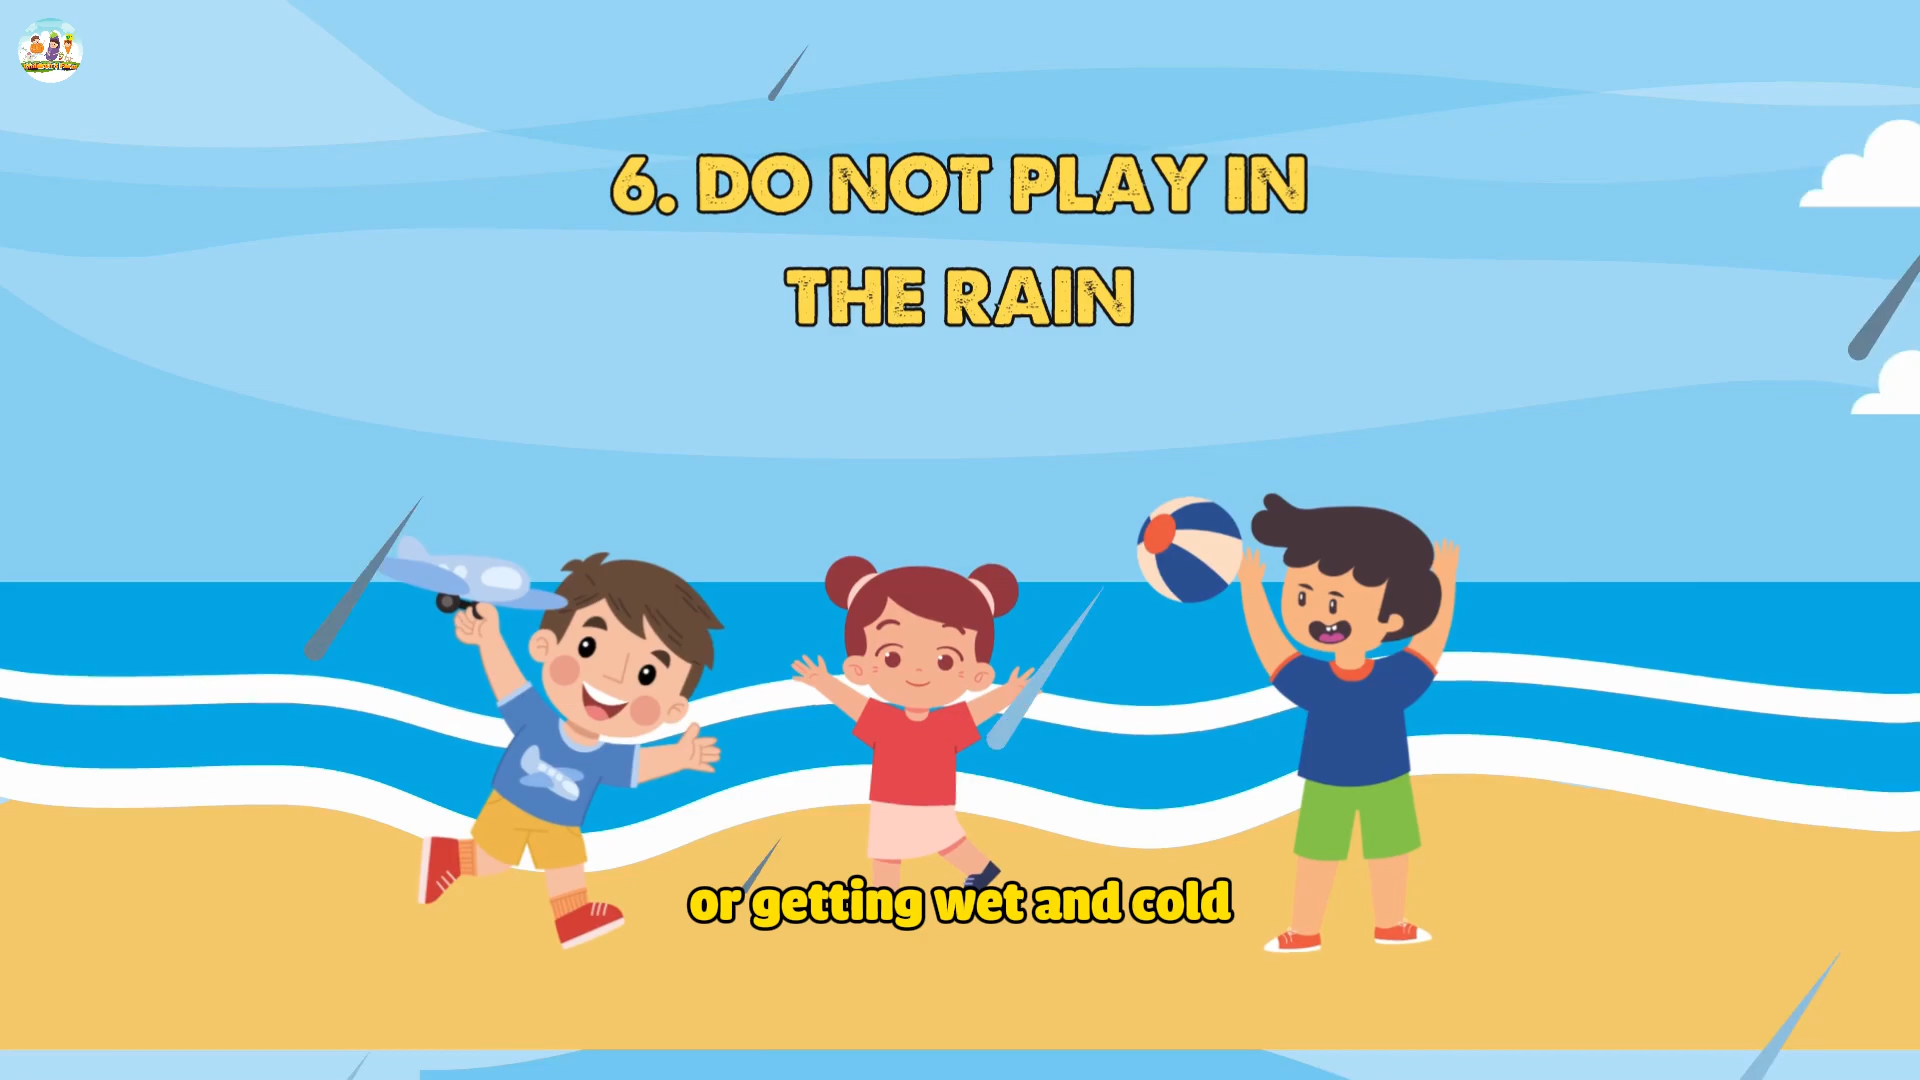 6. DO NOT PLAY IN
THE RAIN
or getting wet and cold